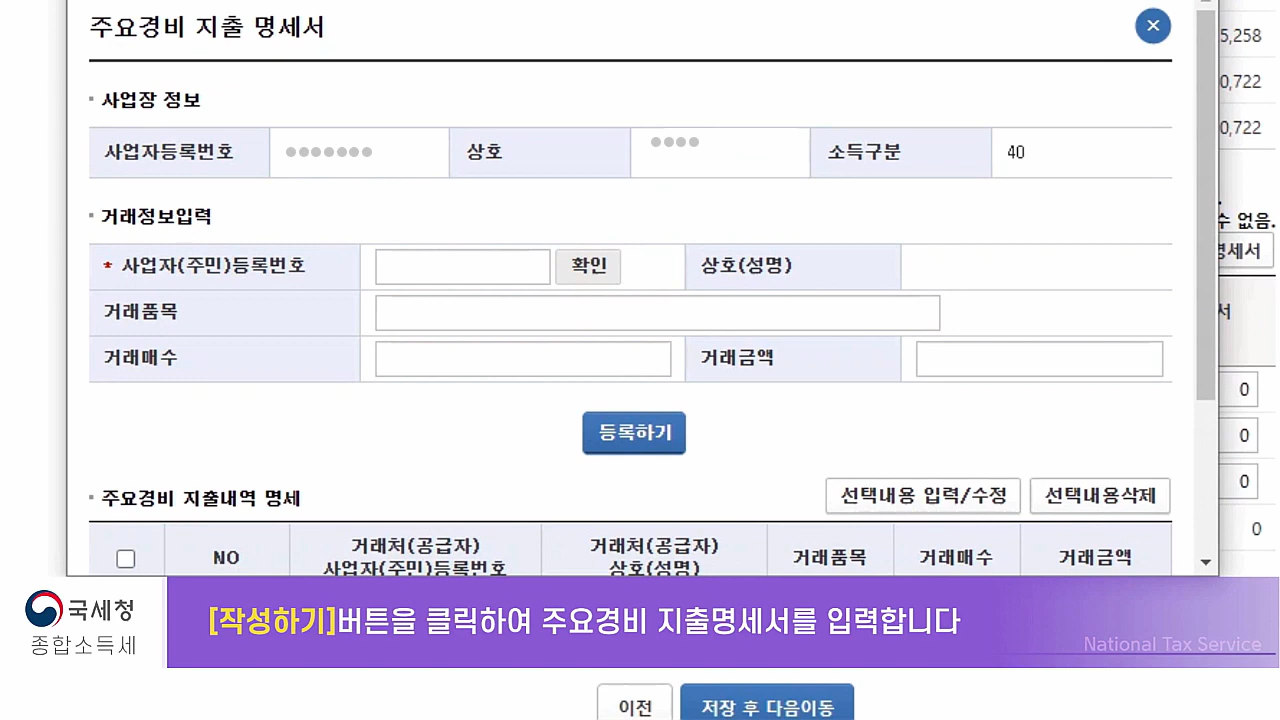 주요경비 지출 명세서
5,258
0,722
0,722
사업장 정보
사업자등록번호 상호 소득구분 40
거래정보입력
수 없음.
명세서
* 사업자(주민)등록번호 확인 상호(성명)
거래품목
서
거래매수 거래금액
0
등록하기
0
0
주요경비 지출내역 명세 선택내용 입력/수정 선택내용삭제
0
NO 거래처(공급자) 사업자(주민)등록번호 거래처(공급자) 상호(성명) 거래품목 거래매수 거래금액
국세청
종합소득세
[작성하기]버튼을 클릭하여 주요경비 지출명세서를 입력합니다
National Tax Service
이전 저장 후 다음이동